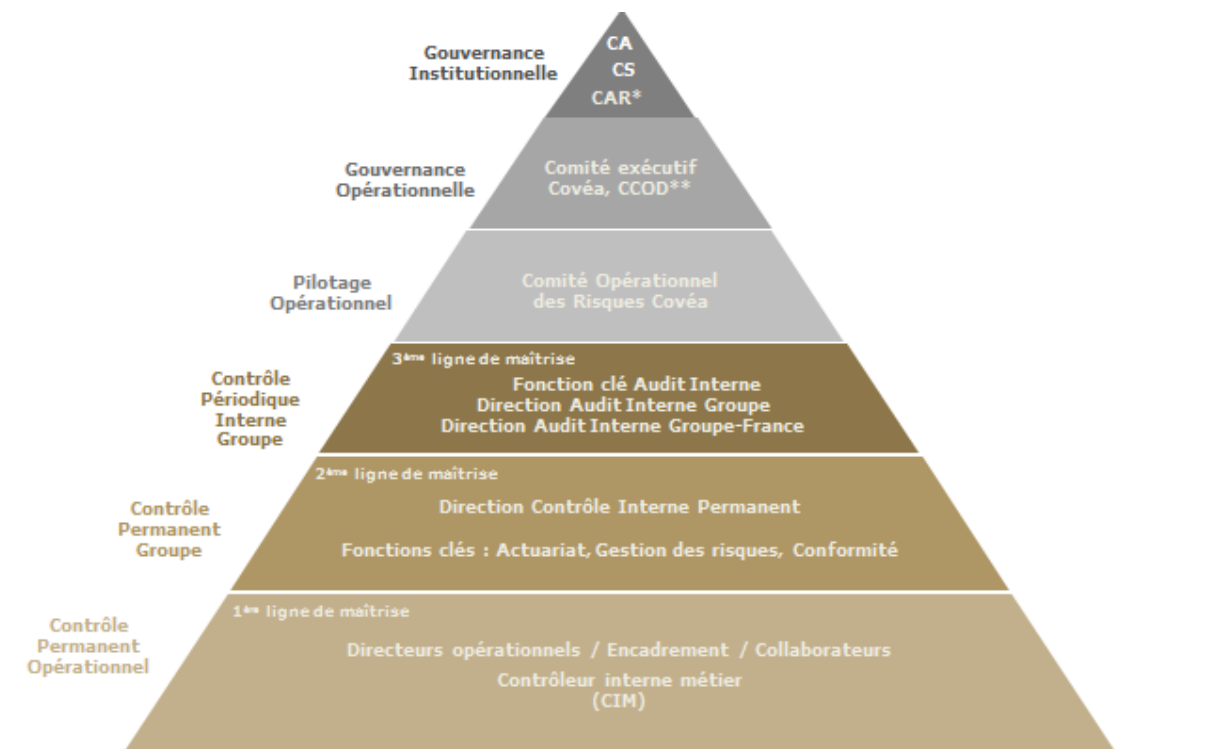 Gouvernance
Institutionnelle
CA
CS
CAR*
Gouvernance
Opérationnelle
Comité exécutif
Covéa, CCOD**
Pilotage
Opérationnel
Comité Opérationnel
des Risques Covéa
Contrôle
Périodique
Interne
Groupe
3ème ligne de maîtrise
Fonction clé Audit Interne
Direction Audit Interne Groupe
Direction Audit Interne Groupe-France
Contrôle
Permanent
Groupe
2ème ligne de maîtrise
Direction Contrôle Interne Permanent
Fonctions clés : Actuariat, Gestion des risques, Conformité
Contrôle
Permanent
Opérationnel
1ère ligne de maîtrise
Directeurs opérationnels / Encadrement / Collaborateurs
Contrôleur interne métier
(CIM)